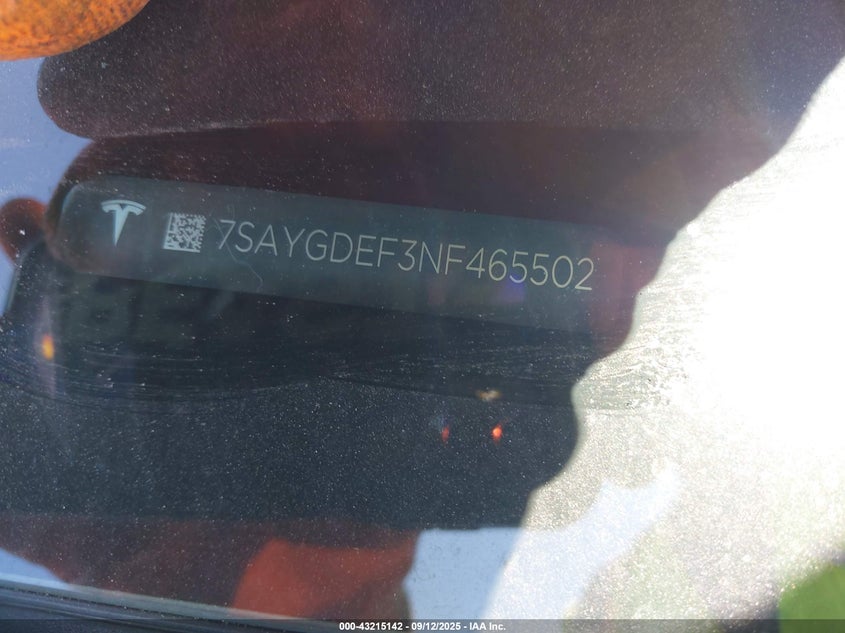 7SAYGDEF3NF465502
000-43215142 - 09/12/2025 - IAA Inc.